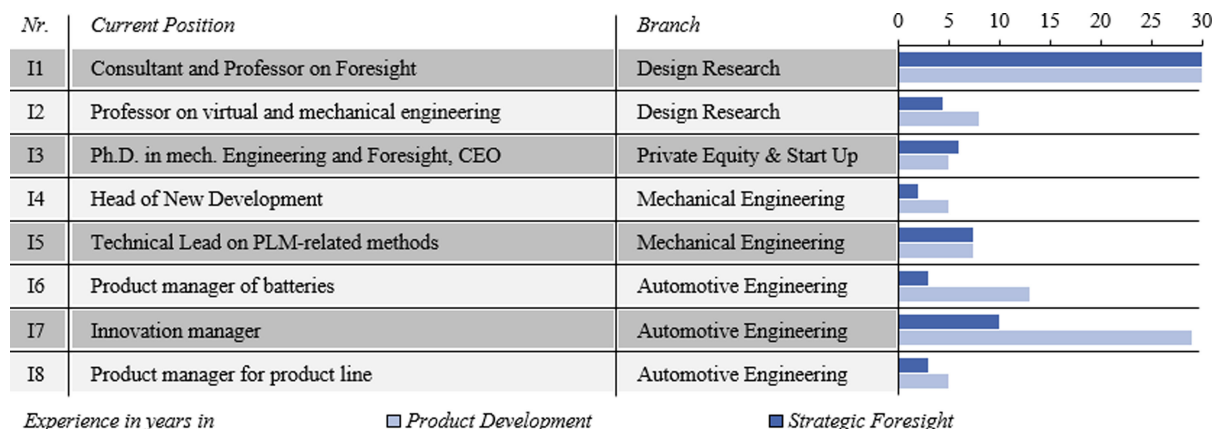 Nr. Current Position Branch 0 5 10 15 20 25 30
I1 Consultant and Professor on Foresight Design Research
I2 Professor on virtual and mechanical engineering Design Research
I3 Ph.D. in mech. Engineering and Foresight, CEO Private Equity & Start Up
I4 Head of New Development Mechanical Engineering
I5 Technical Lead on PLM-related methods Mechanical Engineering
I6 Product manager of batteries Automotive Engineering
I7 Innovation manager Automotive Engineering
I8 Product manager for product line Automotive Engineering
Experience in years in Product Development Strategic Foresight